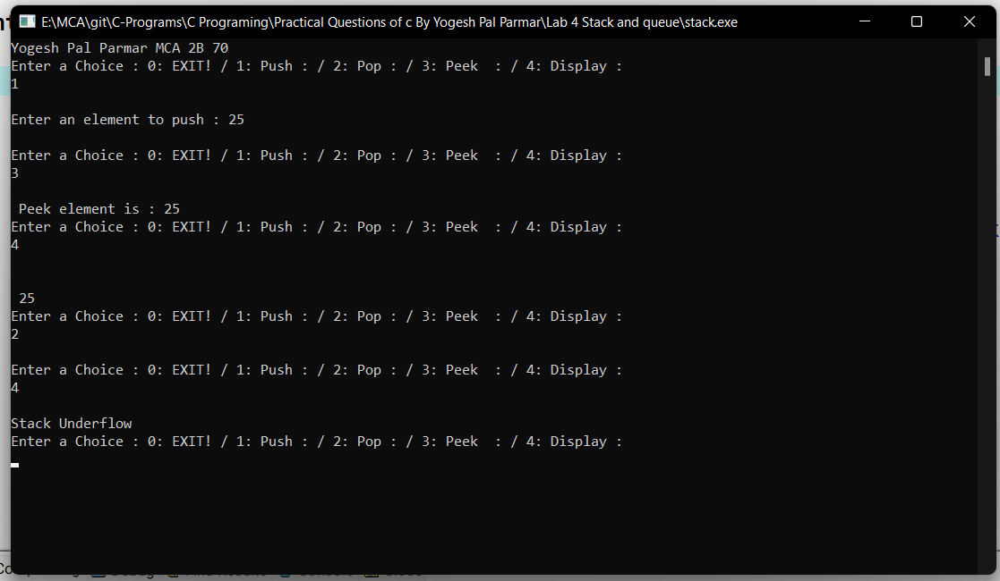 E:\MCA\git\C-Programs\C Programing\Practical Questions of c By Yogesh Pal Parmar\Lab 4 Stack and queue\stack.exe
Yogesh Pal Parmar MCA 2B 70
Enter a Choice : 0: EXIT! / 1: Push : / 2: Pop : / 3: Peek  : / 4: Display :
1
Enter an element to push : 25
Enter a Choice : 0: EXIT! / 1: Push : / 2: Pop : / 3: Peek  : / 4: Display :
3
Peek element is : 25
Enter a Choice : 0: EXIT! / 1: Push : / 2: Pop : / 3: Peek  : / 4: Display :
4
25
Enter a Choice : 0: EXIT! / 1: Push : / 2: Pop : / 3: Peek  : / 4: Display :
2
Enter a Choice : 0: EXIT! / 1: Push : / 2: Pop : / 3: Peek  : / 4: Display :
4
Stack Underflow
Enter a Choice : 0: EXIT! / 1: Push : / 2: Pop : / 3: Peek  : / 4: Display :